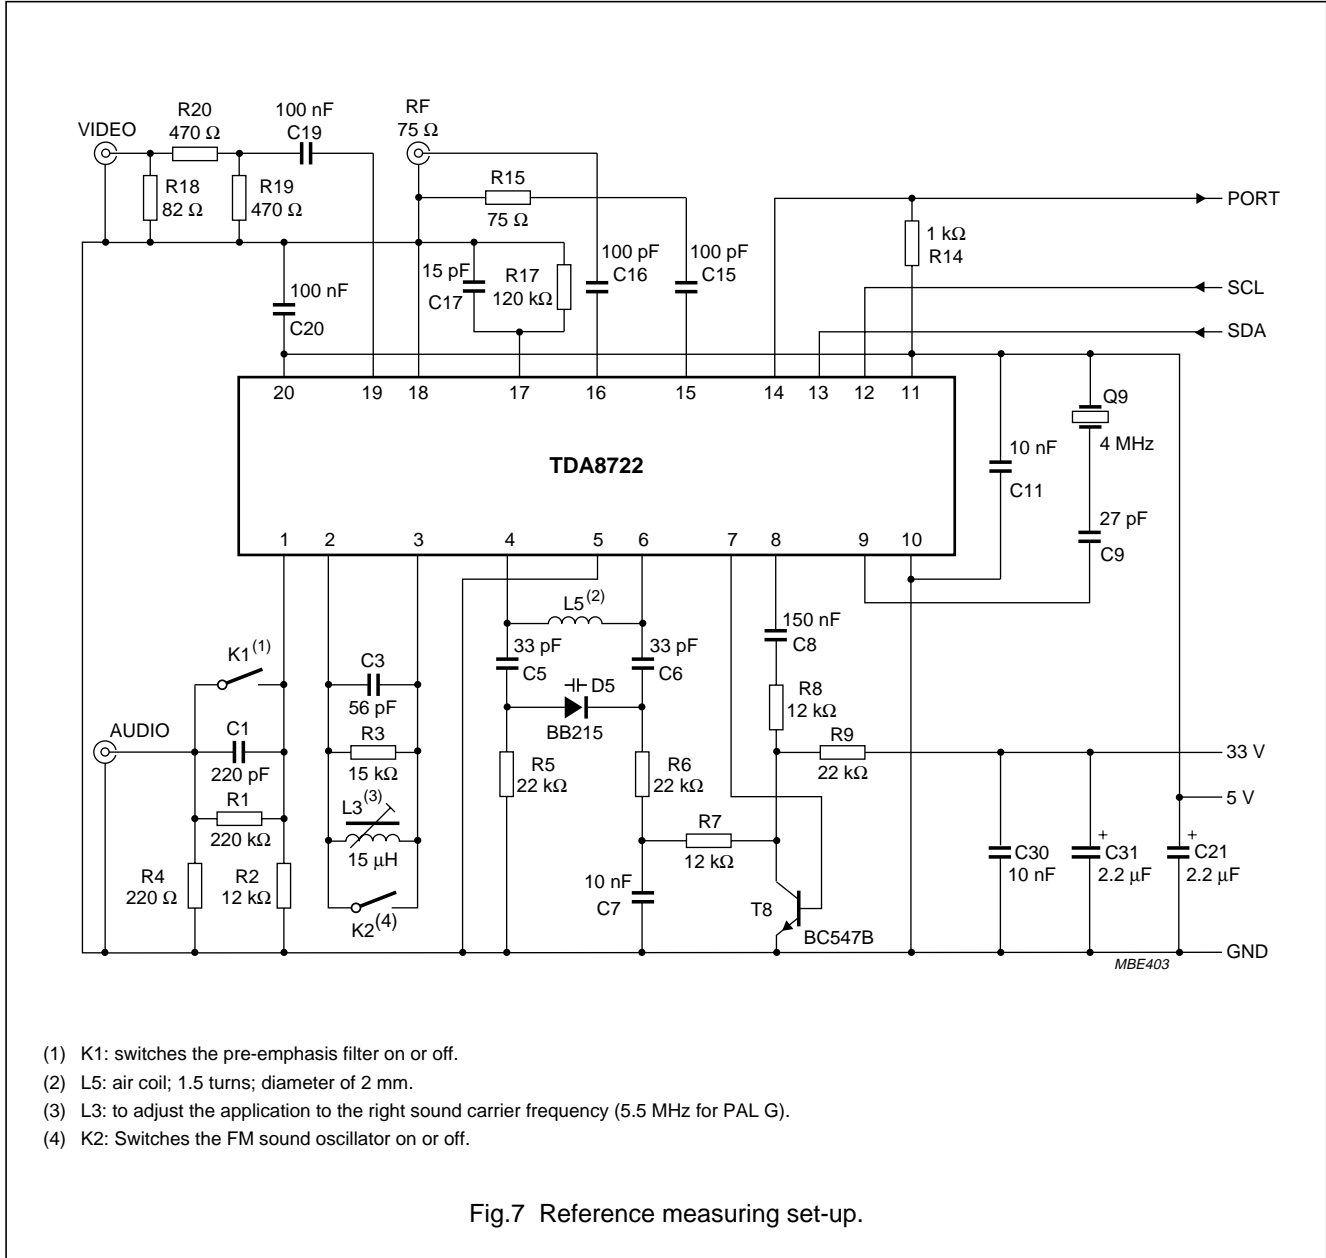 VIDEO
R20
470 Ω
100 nF
C19
R18
82 Ω
R19
470 Ω
RF
75 Ω
R15
75 Ω
PORT
1 kΩ
R14
SCL
SDA
100 nF
C20
15 pF
C17
R17
120 kΩ
100 pF
C16
100 pF
C15
20 19 18 17 16 15 14 13 12 11
TDA8722
1 2 3 4 5 6 7 8 9 10
Q9
4 MHz
10 nF
C11
27 pF
C9
K1(1)
AUDIO
C1
220 pF
R1
220 kΩ
R4
220 Ω
R2
12 kΩ
C3
56 pF
R3
15 kΩ
L3(3)
15 μH
K2(4)
L5(2)
33 pF
C5
33 pF
C6
D5
BB215
R5
22 kΩ
R6
22 kΩ
R7
12 kΩ
10 nF
C7
150 nF
C8
R8
12 kΩ
R9
22 kΩ
T8
BC547B
33 V
5 V
C30
10 nF
+
C31
2.2 μF
+
C21
2.2 μF
GND
MBE403
(1) K1: switches the pre-emphasis filter on or off.
(2) L5: air coil; 1.5 turns; diameter of 2 mm.
(3) L3: to adjust the application to the right sound carrier frequency (5.5 MHz for PAL G).
(4) K2: Switches the FM sound oscillator on or off.
Fig.7 Reference measuring set-up.